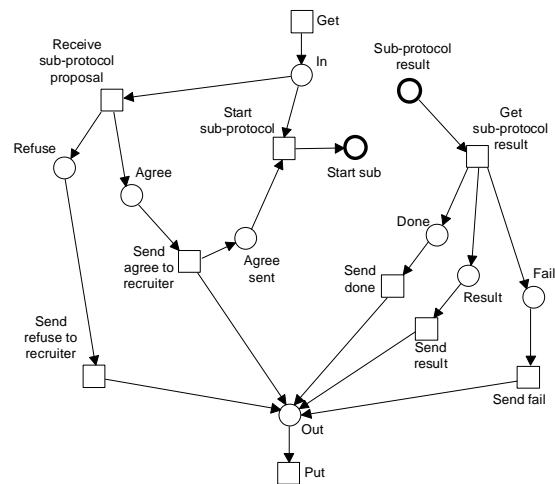 Get
Receive
sub-protocol
proposal
In
Sub-protocol
result
Start
sub-protocol
Get
sub-protocol
result
Refuse
Agree
Start sub
Done
Send
agree to
recruiter
Agree
sent
Send
done
Result
Fail
Send
refuse to
recruiter
Send
result
Send fail
Out
Put